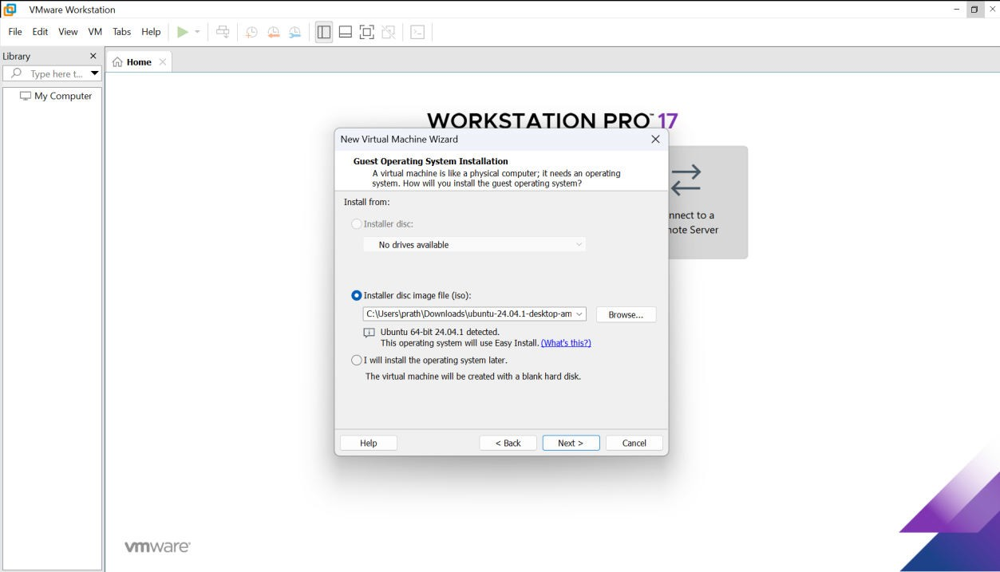 VMware Workstation
File Edit View VM Tabs Help
Library
Type here t...
Home
My Computer
WORKSTATION PRO™ 17
New Virtual Machine Wizard
Guest Operating System Installation
A virtual machine is like a physical computer; it needs an operating
system. How will you install the guest operating system?
Install from:
Installer disc:
No drives available
nnect to a
note Server
Installer disc image file (iso):
C:\Users\prath\Downloads\ubuntu-24.04.1-desktop-am
Browse...
Ubuntu 64-bit 24.04.1 detected.
This operating system will use Easy Install. (What's this?)
I will install the operating system later.
The virtual machine will be created with a blank hard disk.
Help
< Back
Next >
Cancel
vmware®